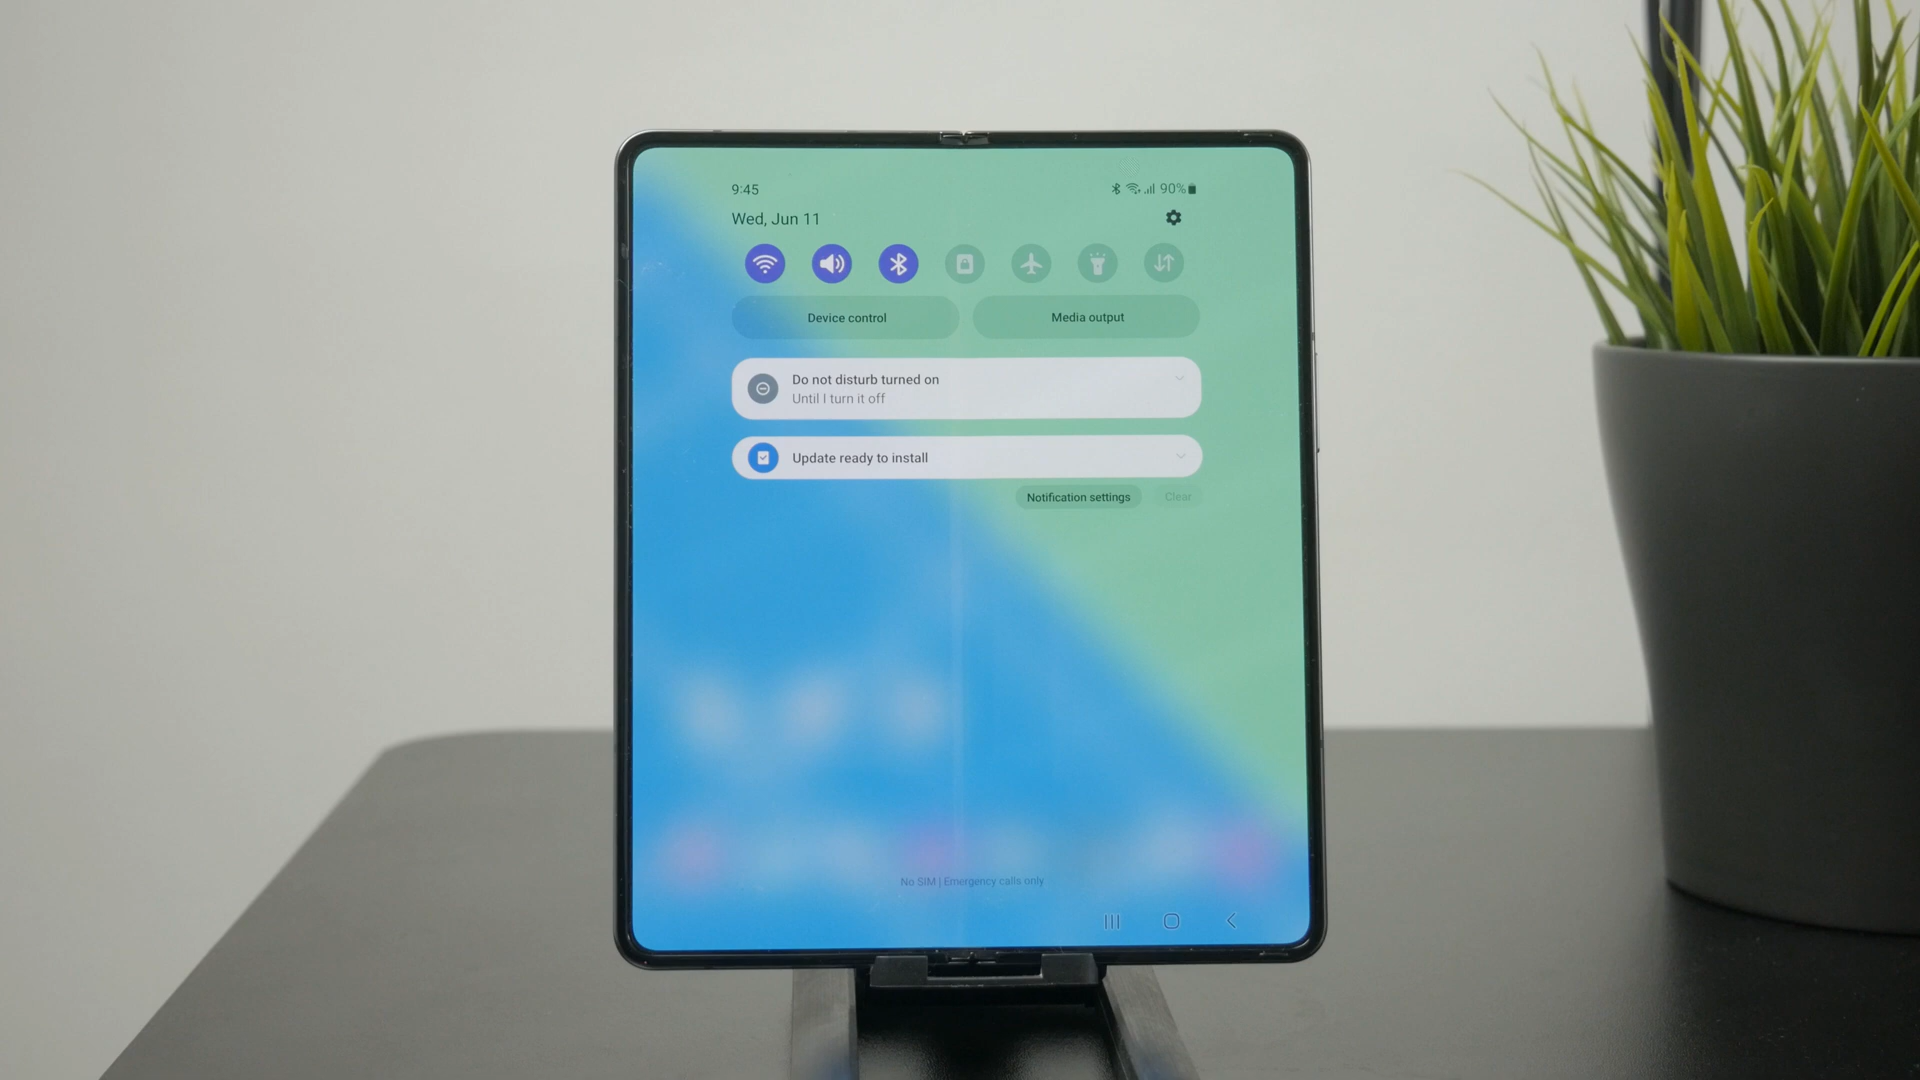 9:45
90%
Wed, Jun 11
Device control
Media output
Do not disturb turned on
Until I turn it off
Update ready to install
Notification settings
Clear
No SIM | Emergency calls only